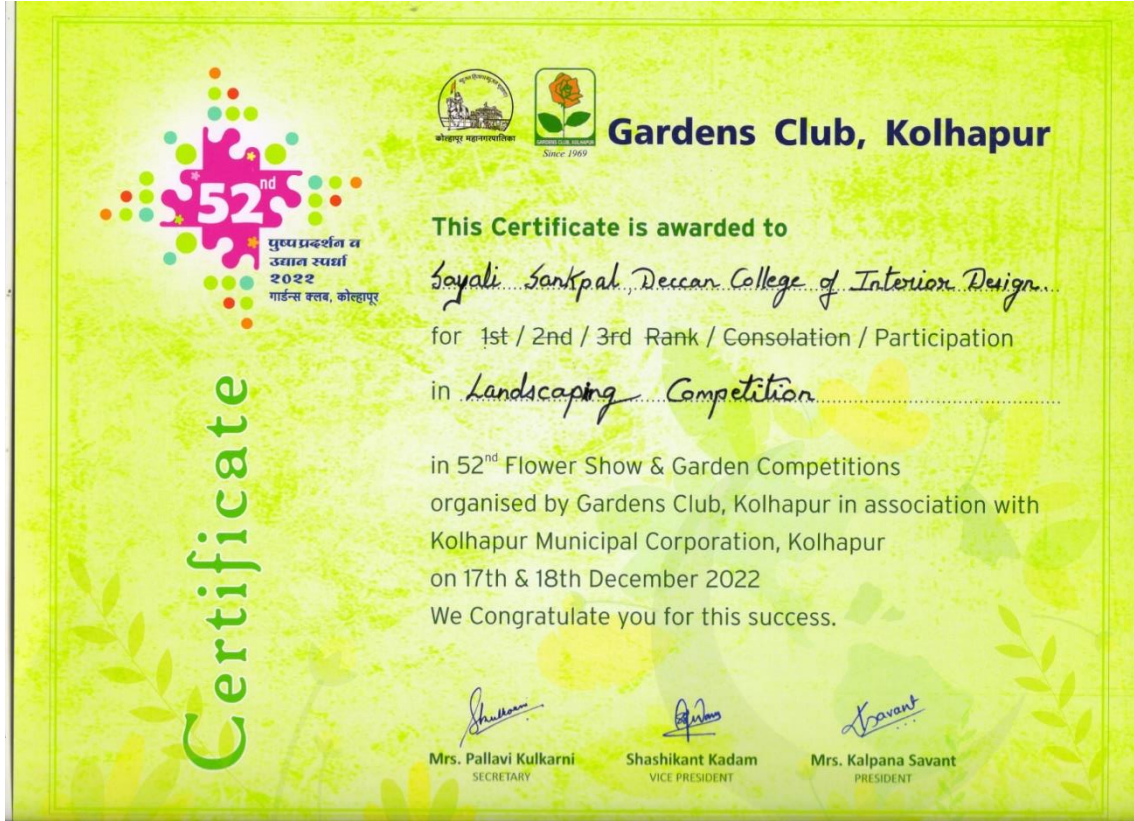 कोल्हापूर महानगरपालिका
GARDENS CLUB, KOLHAPUR
Since 1969
Gardens Club, Kolhapur
52nd
पुष्पप्रदर्शन व
उद्यान स्पर्धा
2022
गार्डन्स क्लब, कोल्हापूर
Certificate
This Certificate is awarded to
Sayali Sankpal, Deccan College of Interior Design.
for 1st / 2nd / 3rd Rank / Consolation / Participation
in Landscaping Competition
in 52nd Flower Show & Garden Competitions
organised by Gardens Club, Kolhapur in association with
Kolhapur Municipal Corporation, Kolhapur
on 17th & 18th December 2022
We Congratulate you for this success.
Mrs. Pallavi Kulkarni
SECRETARY
Shashikant Kadam
VICE PRESIDENT
Mrs. Kalpana Savant
PRESIDENT